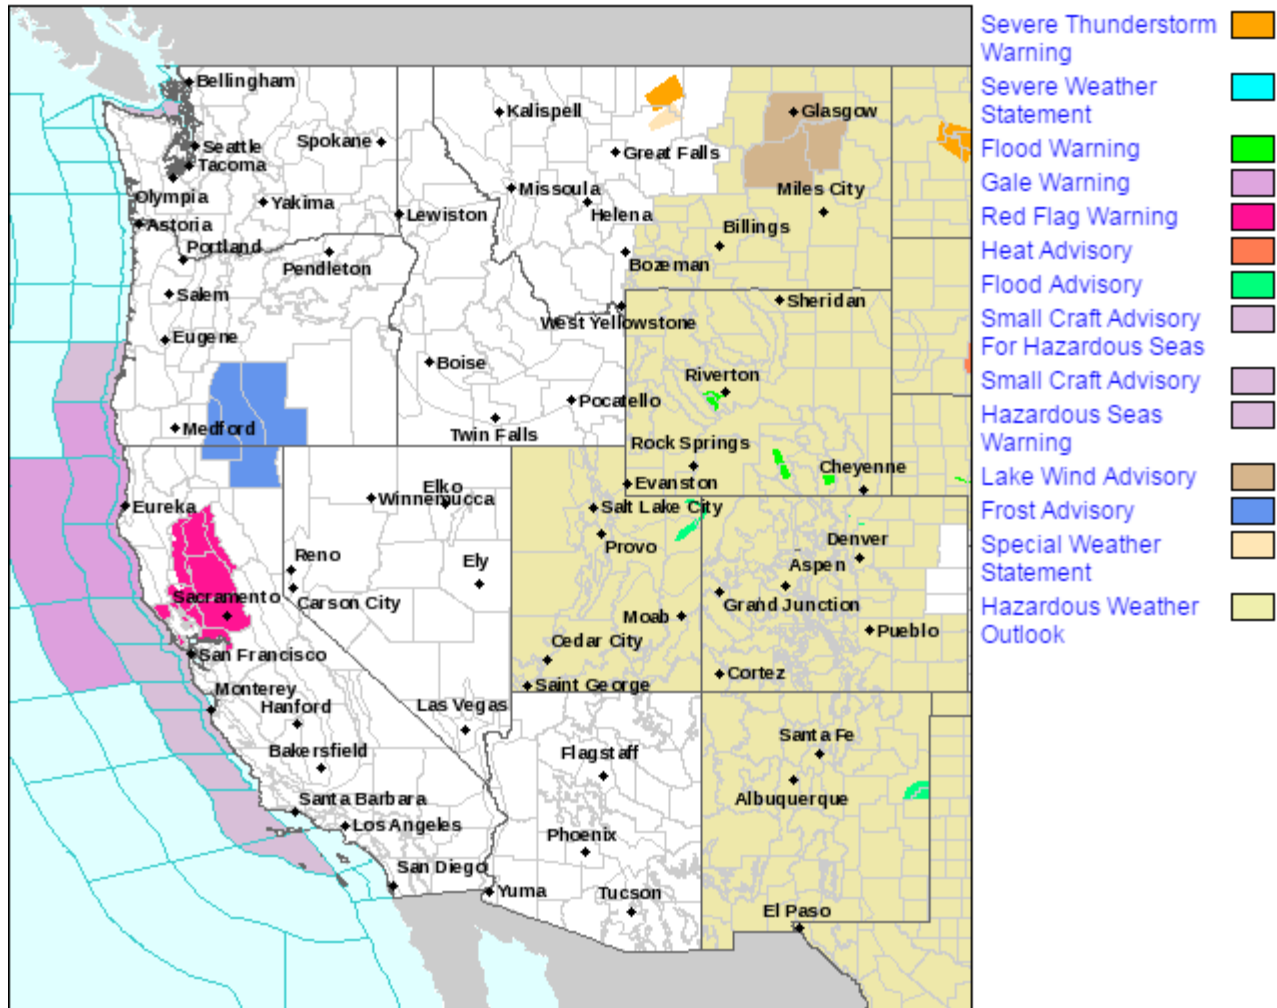 Bellingham
Seattle
Tacoma
Olympia
Spokane
Yakima
Astoria
Portland
Pendleton
Lewiston
Salem
Eugene
Medford
Kalispell
Great Falls
Missoula
Helena
Bozeman
Billings
Miles City
Glasgow
West Yellowstone
Sheridan
Boise
Pocatello
Twin Falls
Riverton
Rock Springs
Cheyenne
Evanston
Eureka
Elko
Winnemucca
Reno
Carson City
Ely
Sacramento
San Francisco
Monterey
Hanford
Bakersfield
Las Vegas
Santa Barbara
Los Angeles
San Diego
Yuma
Salt Lake City
Provo
Moab
Cedar City
Saint George
Denver
Aspen
Grand Junction
Pueblo
Cortez
Flagstaff
Phoenix
Tucson
Santa Fe
Albuquerque
El Paso
Severe Thunderstorm
Warning
Severe Weather
Statement
Flood Warning
Gale Warning
Red Flag Warning
Heat Advisory
Flood Advisory
Small Craft Advisory
For Hazardous Seas
Small Craft Advisory
Hazardous Seas
Warning
Lake Wind Advisory
Frost Advisory
Special Weather
Statement
Hazardous Weather
Outlook